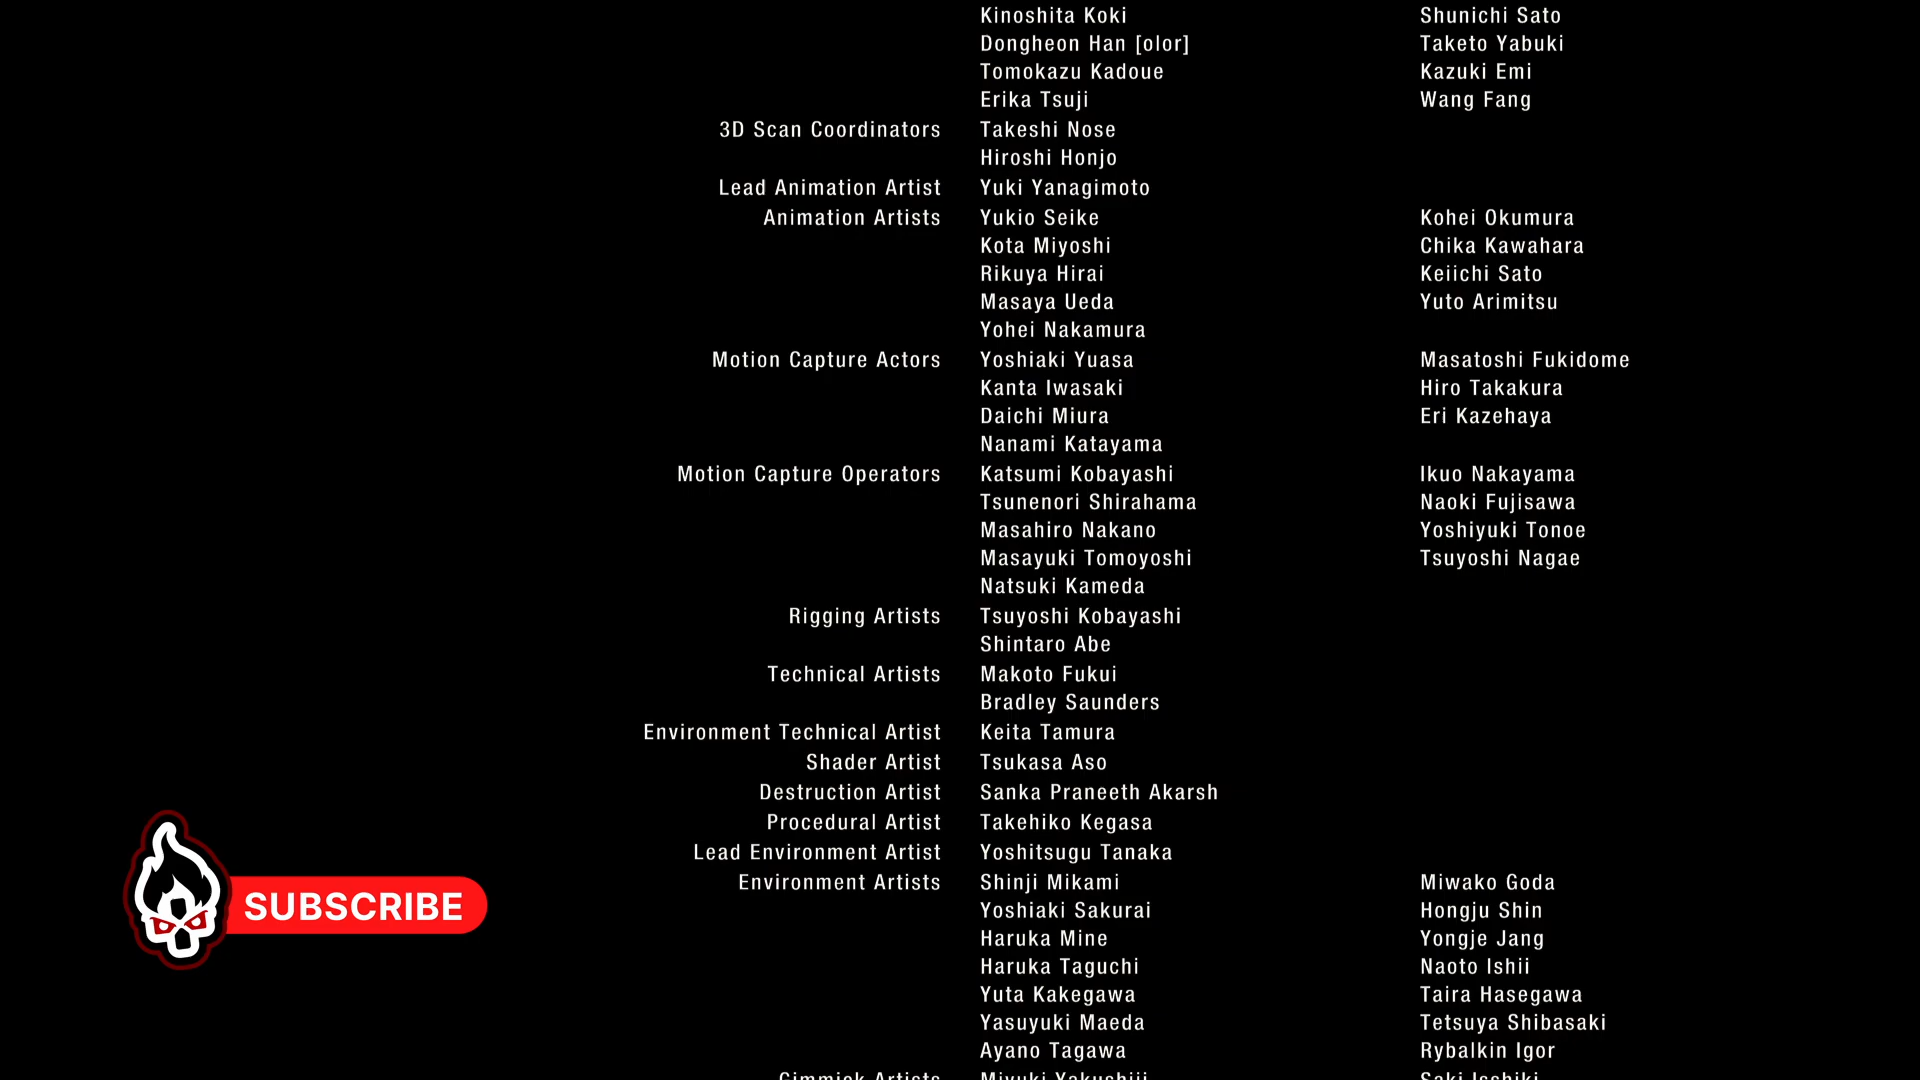 Kinoshita Koki Shunichi Sato
Dongheon Han [olor] Taketo Yabuki
Tomokazu Kadoue Kazuki Emi
Erika Tsuji Wang Fang
3D Scan Coordinators Takeshi Nose
Hiroshi Honjo
Lead Animation Artist Yuki Yanagimoto
Animation Artists Yukio Seike Kohei Okumura
Kota Miyoshi Chika Kawahara
Rikuya Hirai Keiichi Sato
Masaya Ueda Yuto Arimitsu
Yohei Nakamura
Motion Capture Actors Yoshiaki Yuasa Masatoshi Fukidome
Kanta Iwasaki Hiro Takakura
Daichi Miura Eri Kazehaya
Nanami Katayama
Motion Capture Operators Katsumi Kobayashi Ikuo Nakayama
Tsunenori Shirahama Naoki Fujisawa
Masahiro Nakano Yoshiyuki Tonoe
Masayuki Tomoyoshi Tsuyoshi Nagae
Natsuki Kameda
Rigging Artists Tsuyoshi Kobayashi
Shintaro Abe
Technical Artists Makoto Fukui
Bradley Saunders
Environment Technical Artist Keita Tamura
Shader Artist Tsukasa Aso
Destruction Artist Sanka Praneeth Akarsh
Procedural Artist Takehiko Kegasa
Lead Environment Artist Yoshitsugu Tanaka
Environment Artists Shinji Mikami Miwako Goda
Yoshiaki Sakurai Hongju Shin
SUBSCRIBE
Haruka Mine Yongje Jang
Haruka Taguchi Naoto Ishii
Yuta Kakegawa Taira Hasegawa
Yasuyuki Maeda Tetsuya Shibasaki
Ayano Tagawa Rybalkin Igor
Gimmick Artists Miyuki Yakushiji Saki Isshiki